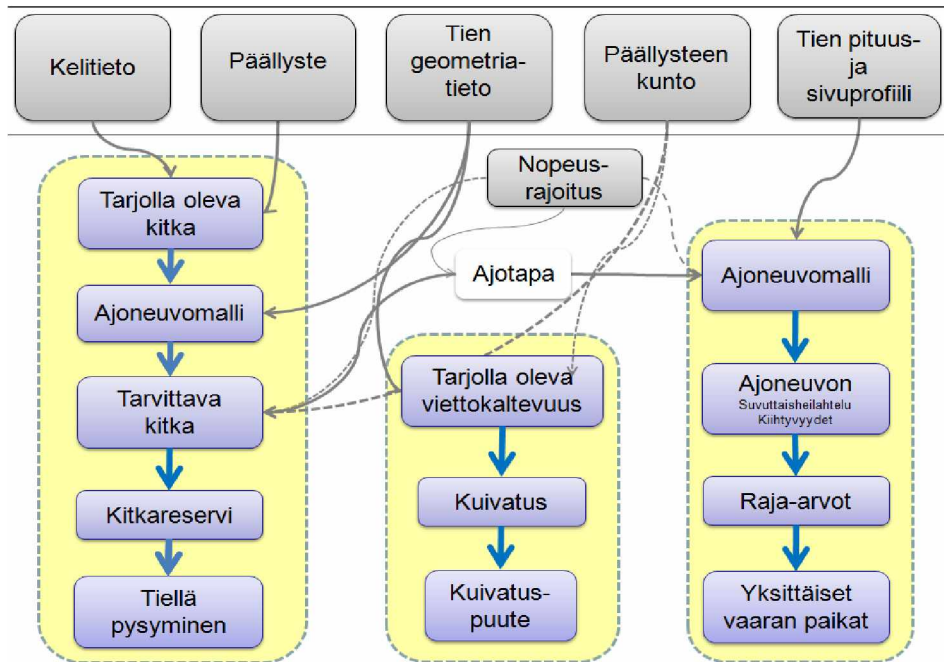 Kelitieto
Päällyste
Tien
geometria-
tieto
Päällysteen
kunto
Tien pituus-
ja
sivuprofiili
Nopeus-
rajoitus
Ajotapa
Tarjolla oleva
kitka
Ajoneuvomalli
Tarvittava
kitka
Kitkareservi
Tiellä
pysyminen
Tarjolla oleva
viettokaltevuus
Kuivatus
Kuivatus-
puute
Ajoneuvomalli
Ajoneuvon
Suvuttaisheilahtelu
Kiihtyvyydet
Raja-arvot
Yksittäiset
vaaran paikat